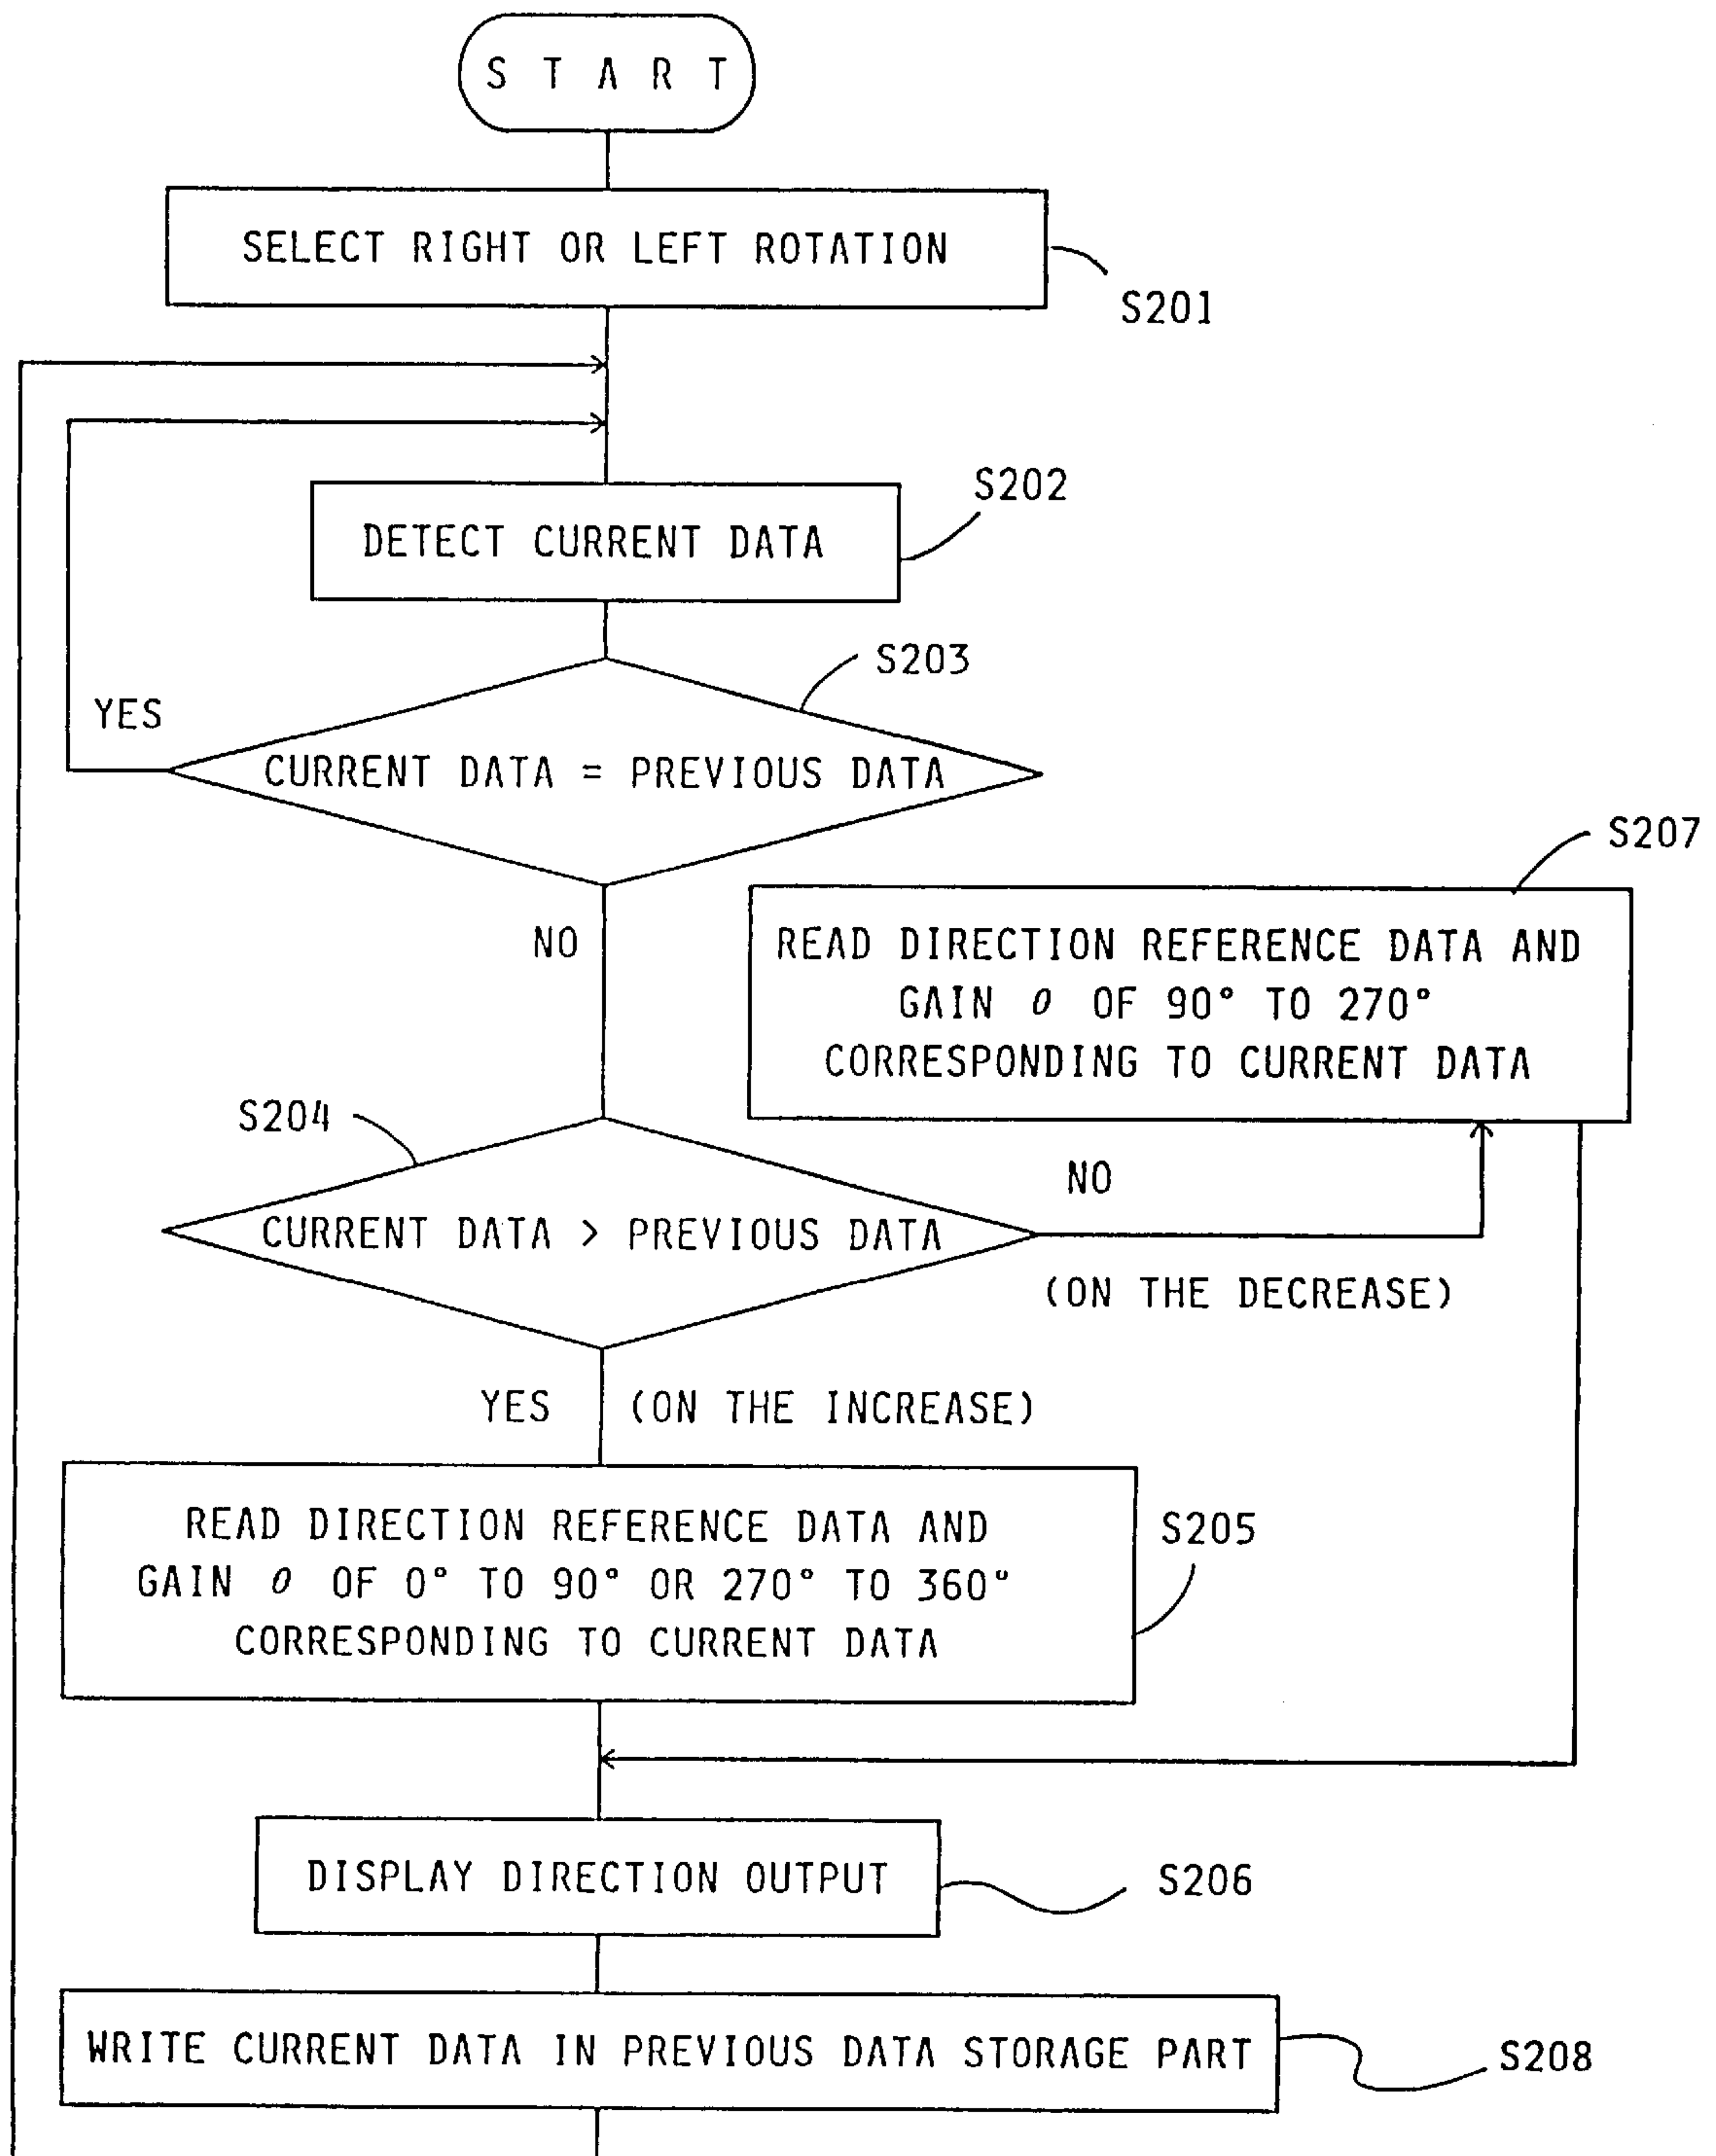 S T A R T
SELECT RIGHT OR LEFT ROTATION
S201
S202
DETECT CURRENT DATA
S203
YES
CURRENT DATA = PREVIOUS DATA
S207
NO
READ DIRECTION REFERENCE DATA AND
GAIN θ OF 90° TO 270°
CORRESPONDING TO CURRENT DATA
S204
NO
CURRENT DATA > PREVIOUS DATA
(ON THE DECREASE)
YES (ON THE INCREASE)
READ DIRECTION REFERENCE DATA AND
GAIN θ OF 0° TO 90° OR 270° TO 360°
CORRESPONDING TO CURRENT DATA
S205
DISPLAY DIRECTION OUTPUT
S206
WRITE CURRENT DATA IN PREVIOUS DATA STORAGE PART
S208